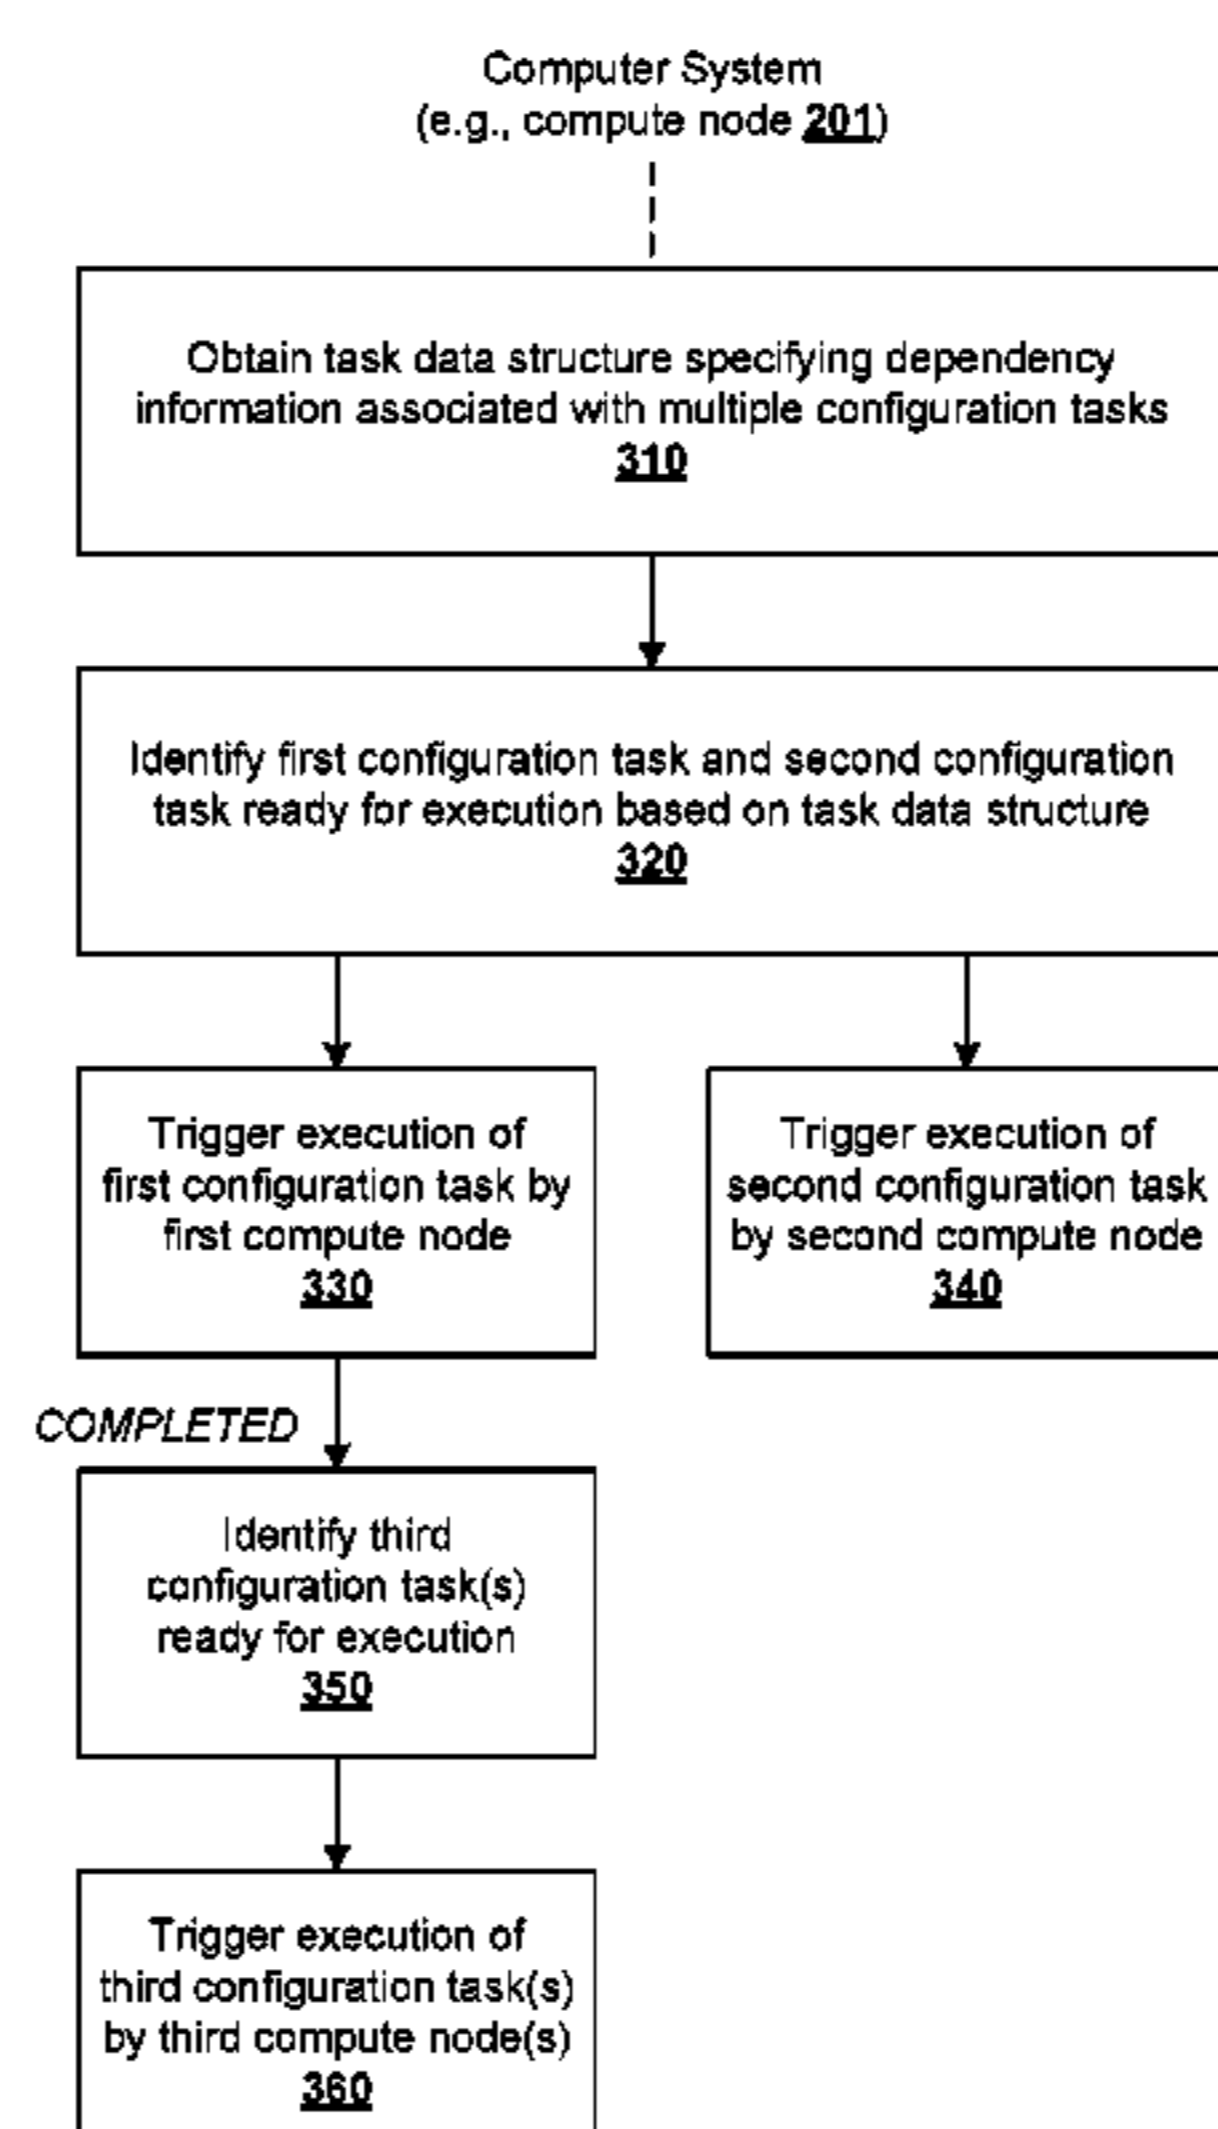 Computer System
(e.g., compute node 201)
Obtain task data structure specifying dependency
information associated with multiple configuration tasks
310
Identify first configuration task and second configuration
task ready for execution based on task data structure
320
Trigger execution of
first configuration task by
first compute node
330
Trigger execution of
second configuration task
by second compute node
340
COMPLETED
Identify third
configuration task(s)
ready for execution
350
Trigger execution of
third configuration task(s)
by third compute node(s)
360